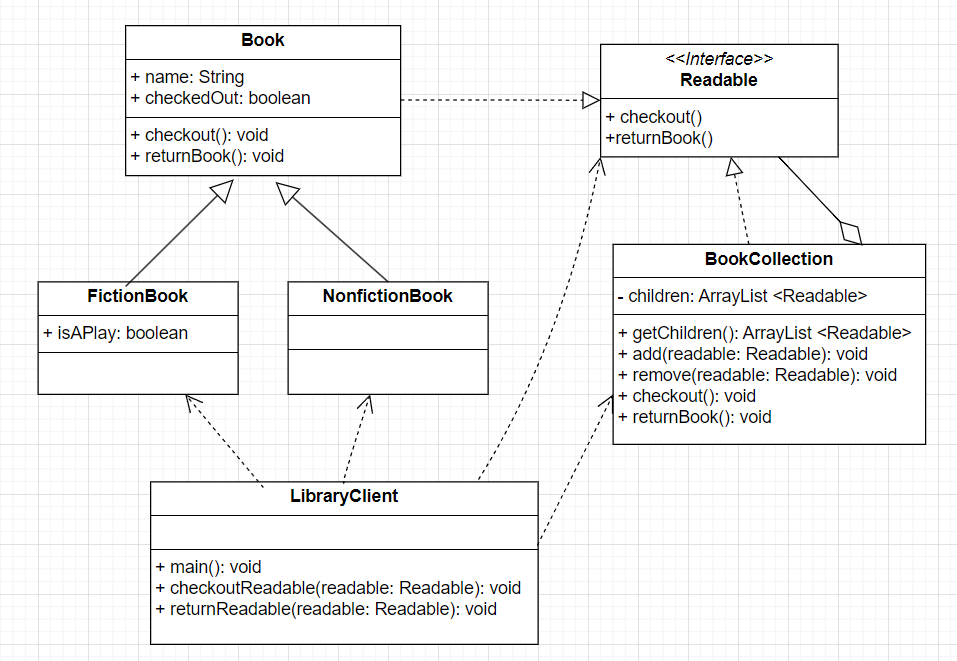 Book
+ name: String
+ checkedOut: boolean
+ checkout(): void
+ returnBook(): void
<<Interface>>
Readable
+ checkout()
+returnBook()
FictionBook
+ isAPlay: boolean
NonfictionBook
BookCollection
- children: ArrayList <Readable>
+ getChildren(): ArrayList <Readable>
+ add(readable: Readable): void
+ remove(readable: Readable): void
+ checkout(): void
+ returnBook(): void
LibraryClient
+ main(): void
+ checkoutReadable(readable: Readable): void
+ returnReadable(readable: Readable): void